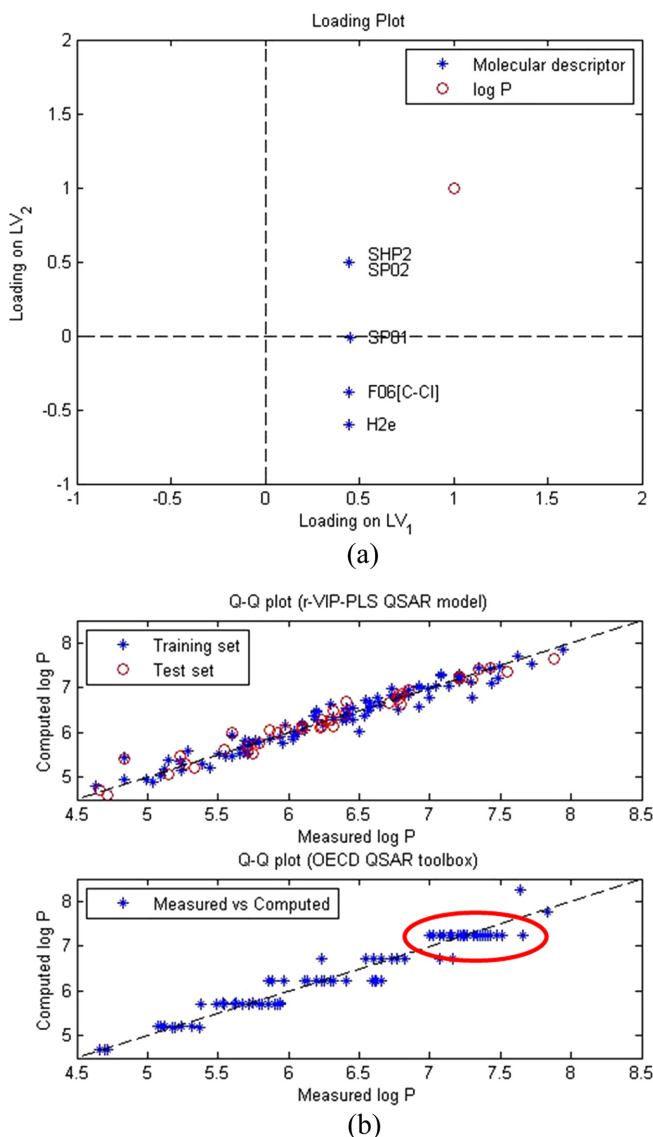 Loading Plot
2
1.5
1
0.5
0
-0.5
-1
Loading on LV2
Molecular descriptor
log P
SHP2
SP02
SP01
F06[C-Cl]
H2e
-1
-0.5
0
0.5
1
1.5
2
Loading on LV1
(a)
Q-Q plot (r-VIP-PLS QSAR model)
8
7
6
5
Computed log P
Training set
Test set
4.5
5
5.5
6
6.5
7
7.5
8
8.5
Measured log P
Q-Q plot (OECD QSAR toolbox)
8
7
6
5
Computed log P
Measured vs Computed
4.5
5
5.5
6
6.5
7
7.5
8
8.5
Measured log P
(b)